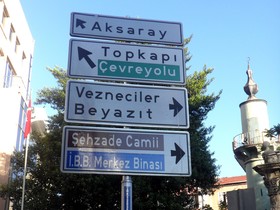 Aksaray
Topkapı
Çevreyolu
Vezneciler
Beyazıt
Şehzade Camii
İ.B.B. Merkez Binası